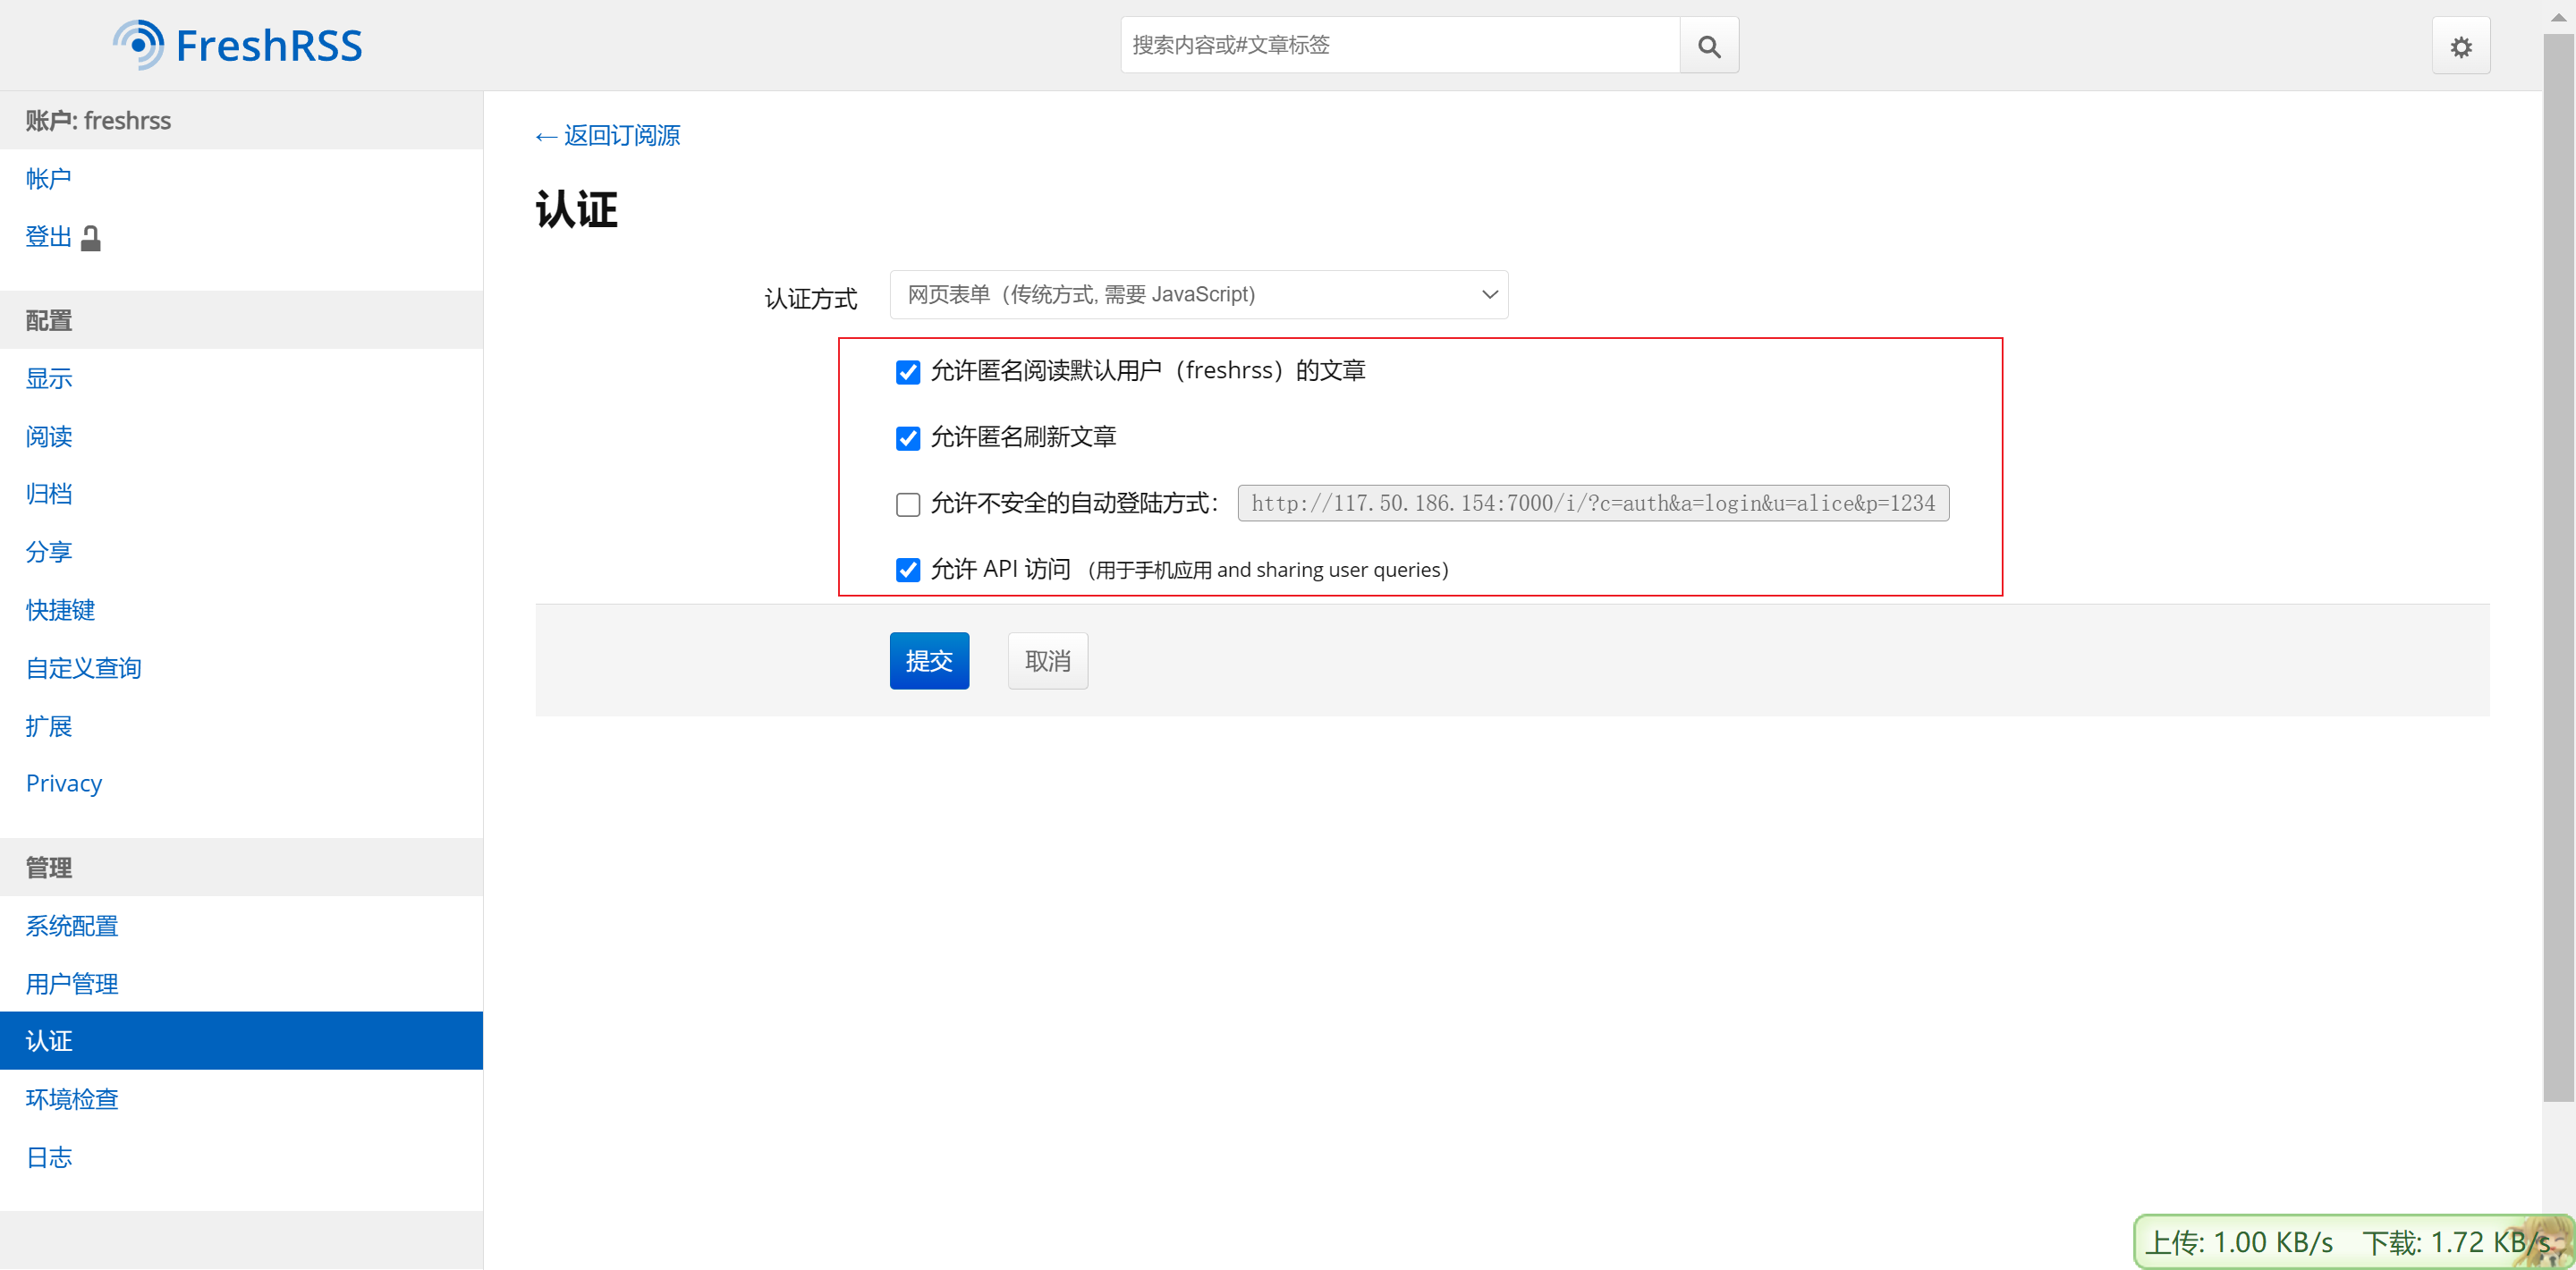 FreshRSS
搜索内容或#文章标签
账户: freshrss
帐户
登出
配置
显示
阅读
归档
分享
快捷键
自定义查询
扩展
Privacy
管理
系统配置
用户管理
认证
环境检查
日志
← 返回订阅源
认证
认证方式 网页表单（传统方式, 需要 JavaScript）
允许匿名阅读默认用户（freshrss）的文章
允许匿名刷新文章
允许不安全的自动登陆方式： http://117.50.186.154:7000/i/?c=auth&a=login&u=alice&p=1234
允许 API 访问 （用于手机应用 and sharing user queries）
提交 取消
上传: 1.00 KB/s 下载: 1.72 KB/s